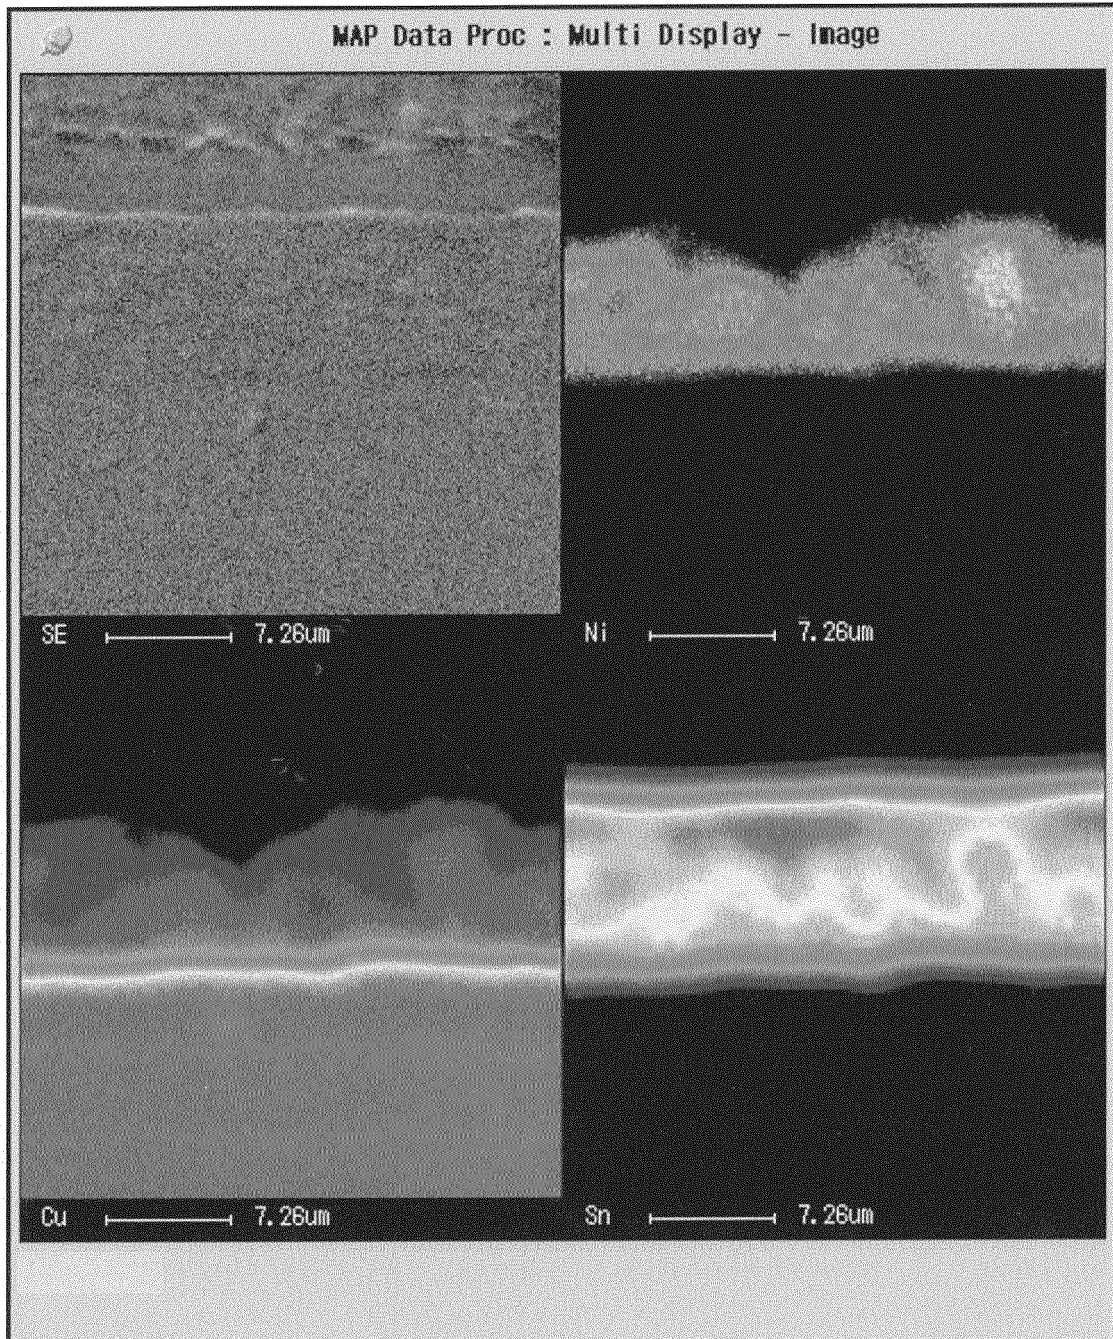 MAP Data Proc : Multi Display - Image
SE 7.26um
Ni 7.26um
Cu 7.26um
Sn 7.26um